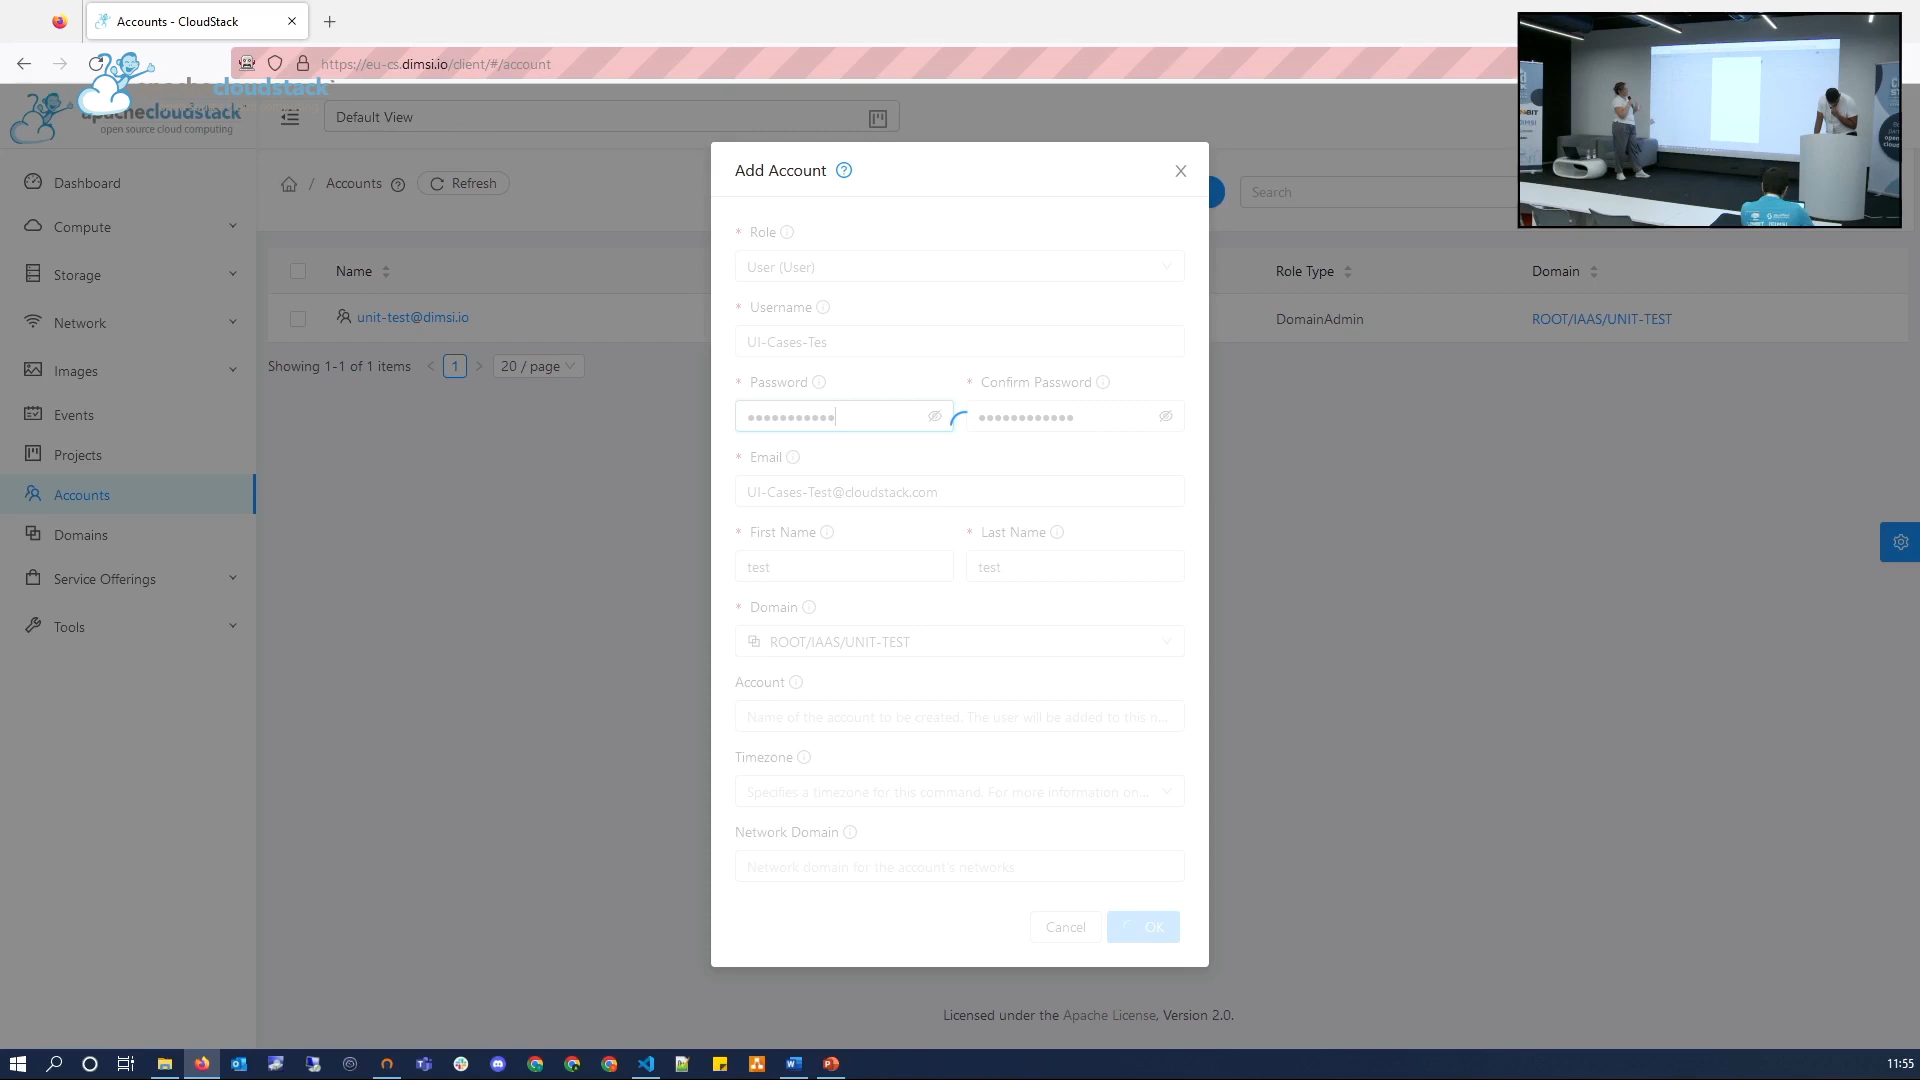 Accounts - CloudStack
https://eu-cs.dimsi.io/client/#/account
apachecloudstack
open source cloud computing
Default View
Dashboard
Compute
Storage
Network
Images
Events
Projects
Accounts
Domains
Service Offerings
Tools
/ Accounts
Refresh
Search
Name
Role Type
Domain
unit-test@dimsi.io
DomainAdmin
ROOT/IAAS/UNIT-TEST
Showing 1-1 of 1 items
1
20 / page
Add Account
* Role
User (User)
* Username
UI-Cases-Tes
* Password
* Confirm Password
●●●●●●●●●●●
●●●●●●●●●●●●
* Email
UI-Cases-Test@cloudstack.com
* First Name
* Last Name
test
test
* Domain
ROOT/IAAS/UNIT-TEST
Account
Name of the account to be created. The user will be added to this n...
Timezone
Specifies a timezone for this command. For more information on...
Network Domain
Network domain for the account's networks
Cancel
OK
Licensed under the Apache License, Version 2.0.
11:55